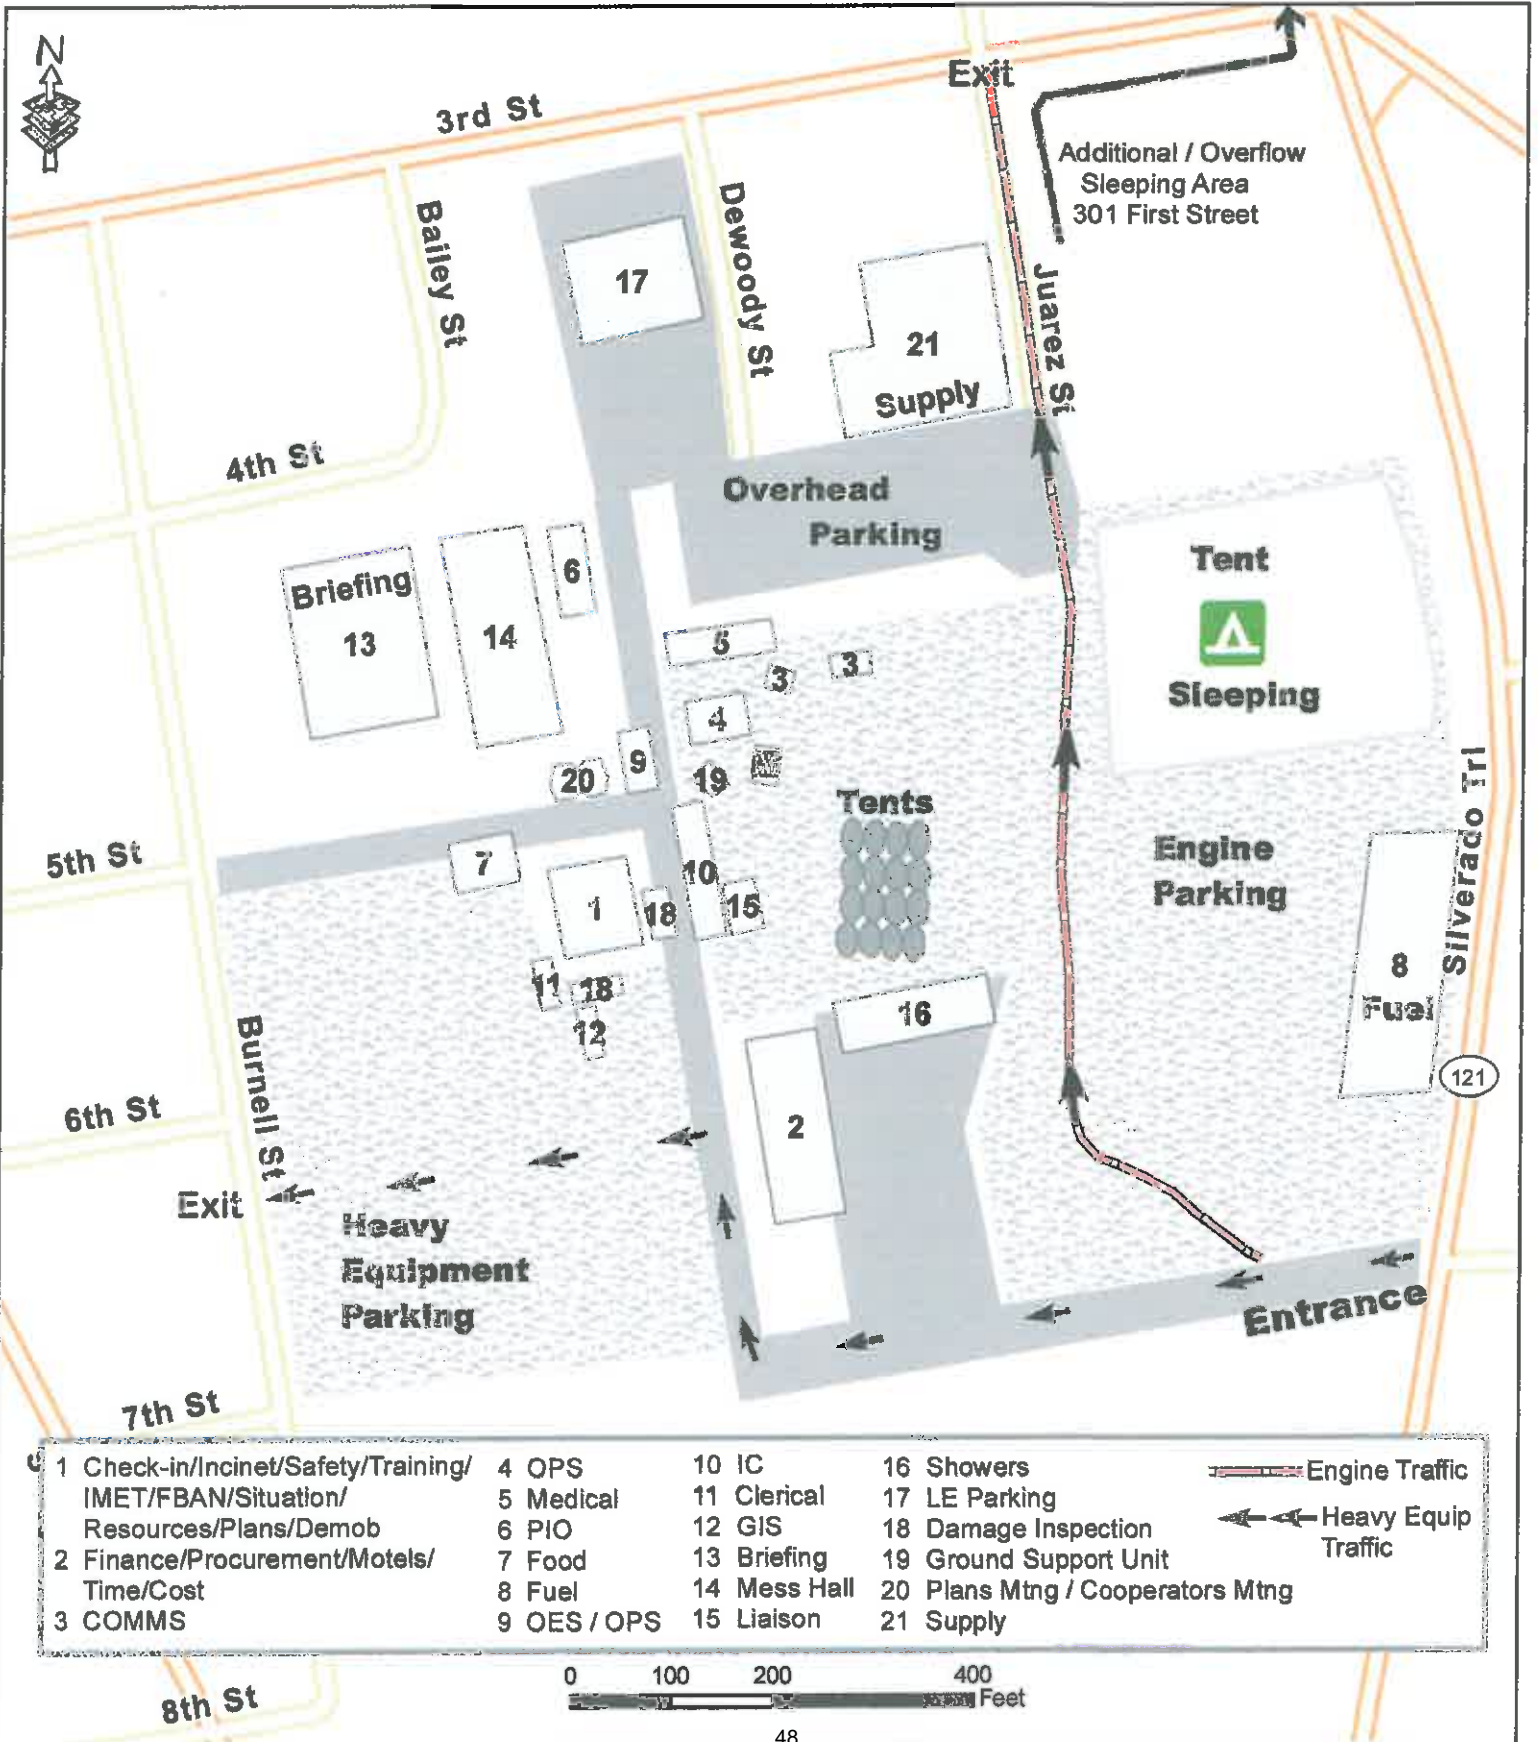 N
3rd St
Exit
Additional / Overflow
Sleeping Area
301 First Street
Bailey St
Dewoody St
Juarez St
17
21
Supply
4th St
Overhead
Parking
Tent
Sleeping
Briefing
13
14
6
5
3
3
4
9
20
19
Tents
Engine
Parking
Silverado Trl
5th St
7
10
1
18
15
8
Fuel
11
18
12
16
121
Burnell St
6th St
2
Exit
Heavy
Equipment
Parking
Entrance
7th St
1 Check-in/Incinet/Safety/Training/
IMET/FBAN/Situation/
Resources/Plans/Demob
2 Finance/Procurement/Motels/
Time/Cost
3 COMMS
4 OPS
5 Medical
6 PIO
7 Food
8 Fuel
9 OES / OPS
10 IC
11 Clerical
12 GIS
13 Briefing
14 Mess Hall
15 Liaison
16 Showers
17 LE Parking
18 Damage Inspection
19 Ground Support Unit
20 Plans Mtng / Cooperators Mtng
21 Supply
Engine Traffic
Heavy Equip
Traffic
8th St
0 100 200 400
Feet
48